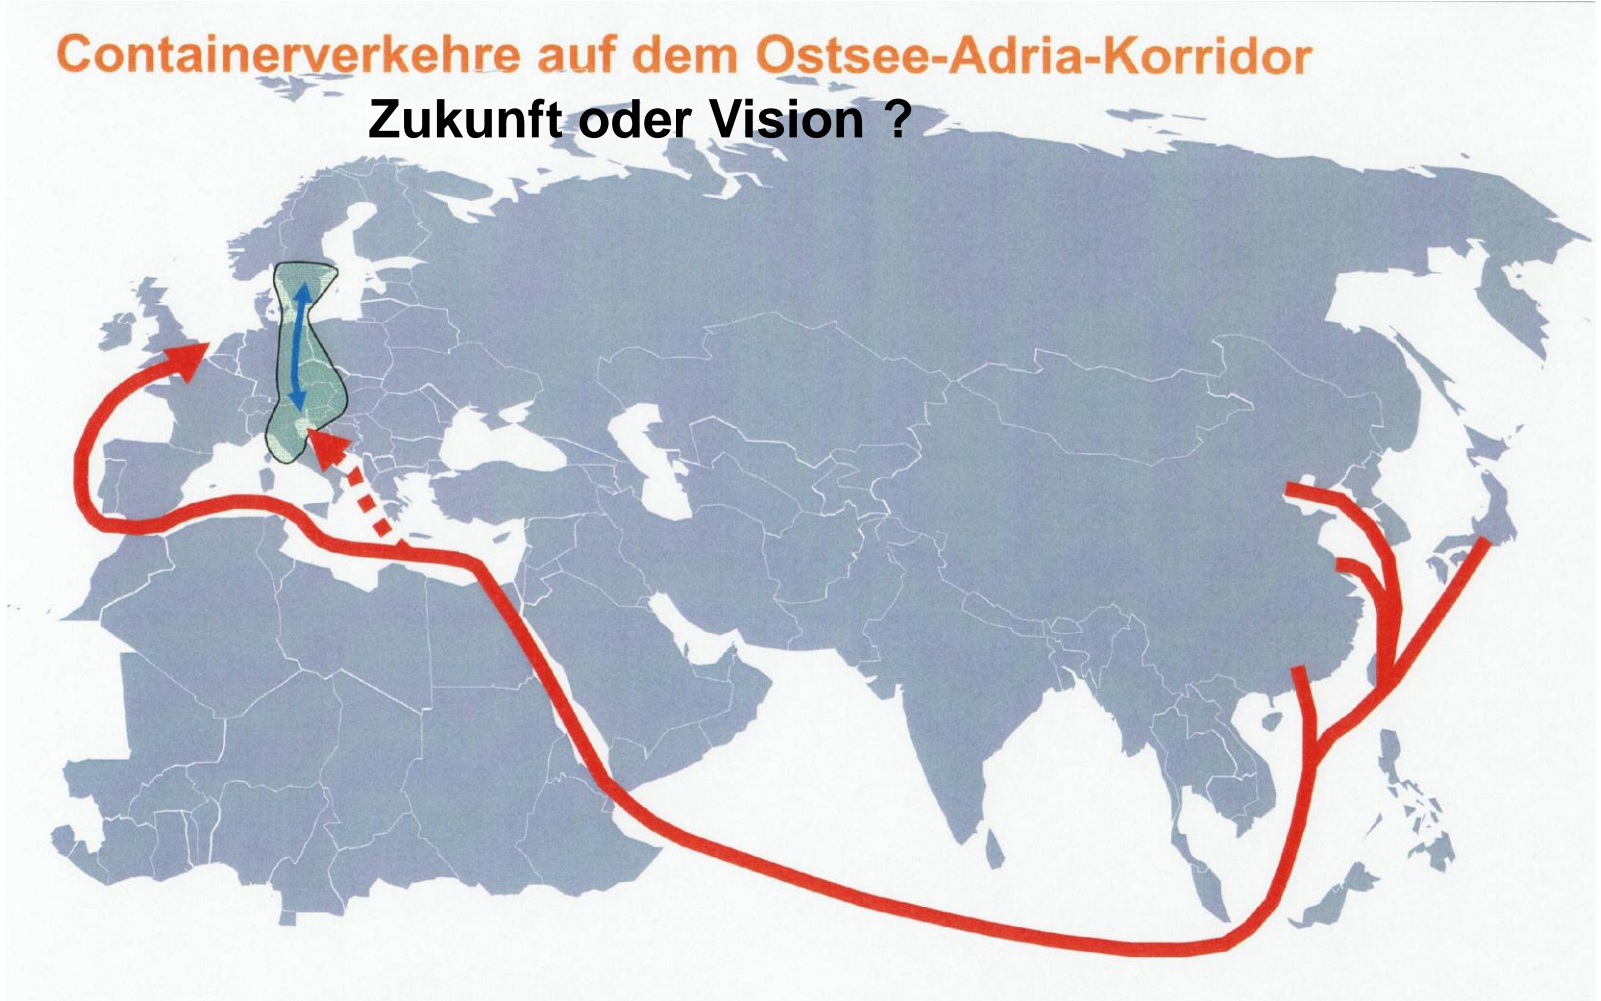 Containerverkehre auf dem Ostsee-Adria-Korridor
Zukunft oder Vision ?